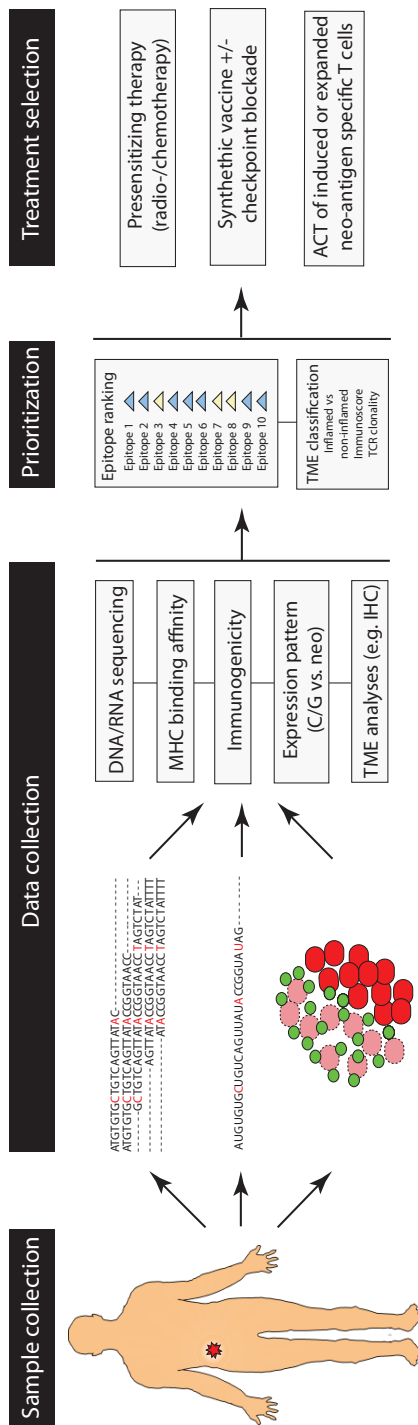 Sample collection
Data collection
Prioritization
Treatment selection
ATGTGTGCTGTCAGTTATAC-----------------
ATGTGTGCTGTCAGTTATACCGGTAACC---------
------GCTGTCAGTTATACCGGTAACCTAGTCTAT---
------------AGTTATACCGGTAACCTAGTCTATTTT
----------------ATACCGGTAACCTAGTCTATTTT
AUGUGUGCUGUCAGUUAUACCGGUAUAG--------
DNA/RNA sequencing
MHC binding affinity
Immunogenicity
Expression pattern
(C/G vs. neo)
TME analyses (e.g. IHC)
Epitope ranking
Epitope 1
Epitope 2
Epitope 3
Epitope 4
Epitope 5
Epitope 6
Epitope 7
Epitope 8
Epitope 9
Epitope 10
TME classification
Inflamed vs
non-inflamed
Immunoscore
TCR clonality
Presensitizing therapy
(radio-/chemotherapy)
Synthethic vaccine +/-
checkpoint blockade
ACT of induced or expanded
neo-antigen specific T cells